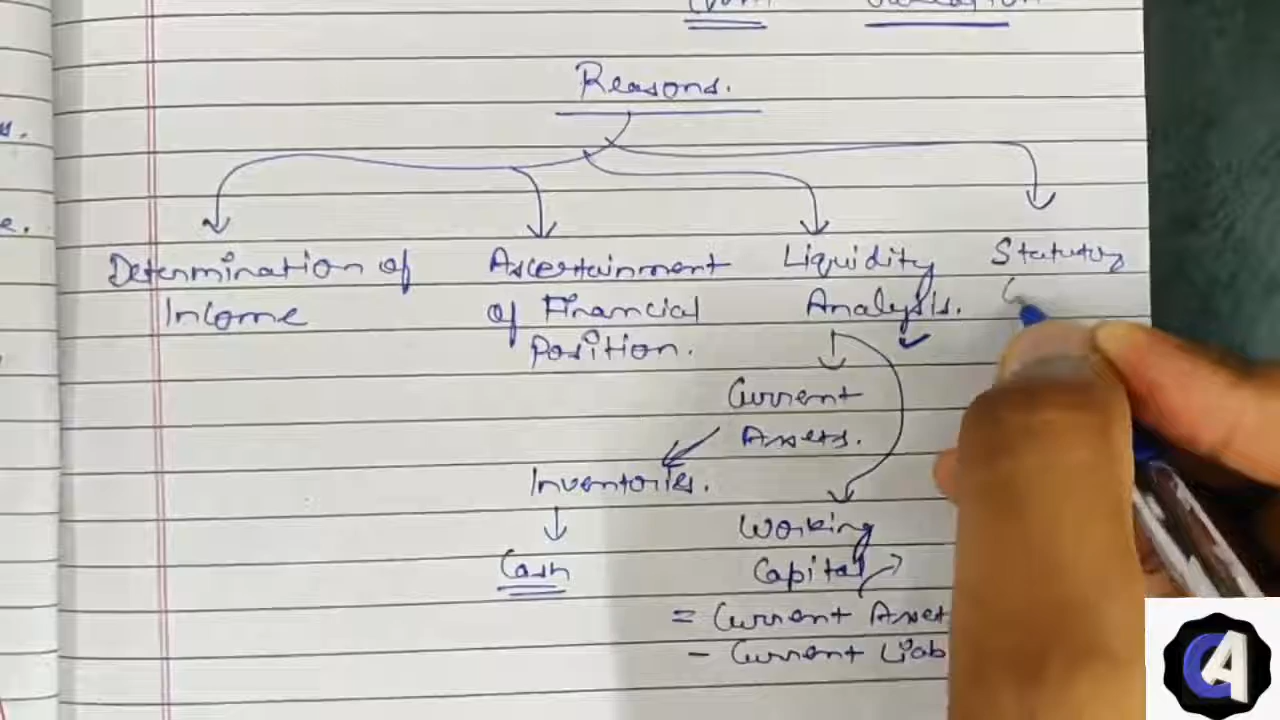 Reasons.
Determination of
Income
Ascertainment
of Financial
Position.
Liquidity
Analysis.
Statutory
Current
Assets.
Inventories.
Cash
Working
Capital
= Current Asset
- Current Liab
s.
e.
CA